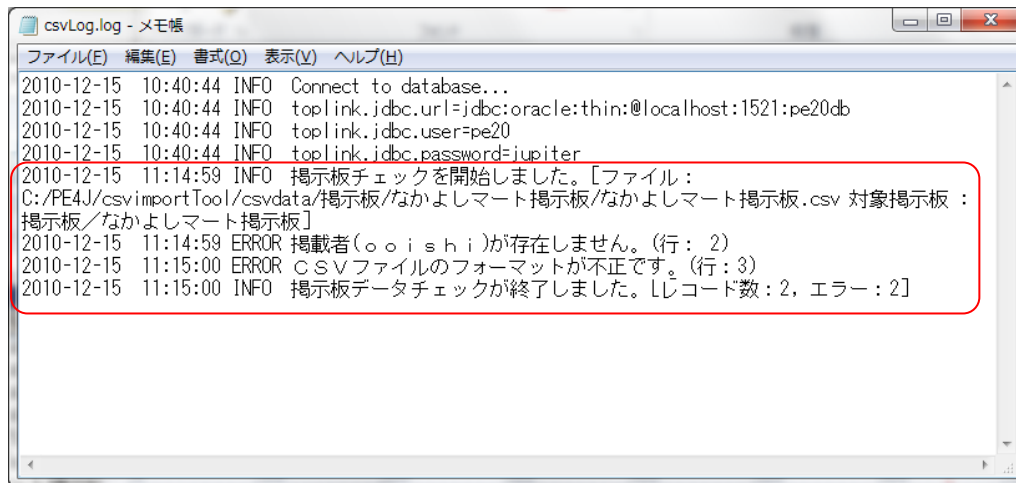 csvLog.log - メモ帳
ファイル(F) 編集(E) 書式(O) 表示(V) ヘルプ(H)
2010-12-15 10:40:44 INFO Connect to database...
2010-12-15 10:40:44 INFO toplink.jdbc.url=jdbc:oracle:thin:@localhost:1521:pe20db
2010-12-15 10:40:44 INFO toplink.jdbc.user=pe20
2010-12-15 10:40:44 INFO toplink.jdbc.password=jupiter
2010-12-15 11:14:59 INFO 掲示板チェックを開始しました。[ファイル：
C:/PE4J/csvimportTool/csvdata/掲示板/なかよしマート掲示板/なかよしマート掲示板.csv 対象掲示板 ：
掲示板／なかよしマート掲示板]
2010-12-15 11:14:59 ERROR 掲載者(ｏｏｉｓｈｉ)が存在しません。(行： 2)
2010-12-15 11:15:00 ERROR ＣＳＶファイルのフォーマットが不正です。(行：3)
2010-12-15 11:15:00 INFO 掲示板データチェックが終了しました。[レコード数：2, エラー：2]